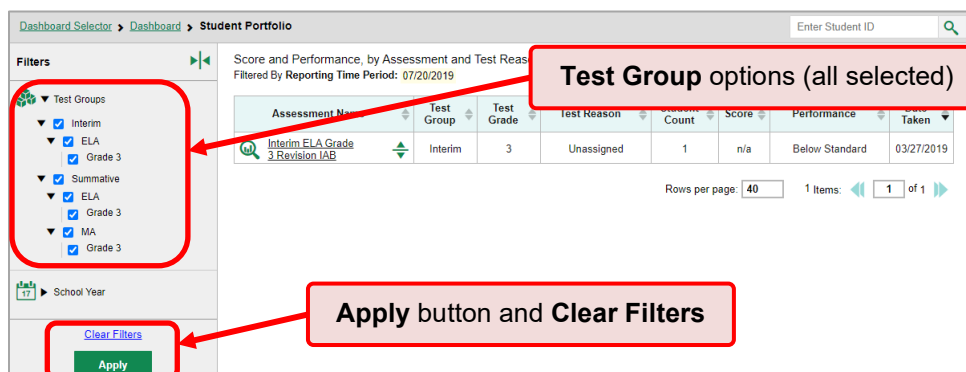 Dashboard Selector > Dashboard > Student Portfolio
Enter Student ID
Filters
Score and Performance, by Assessment and Test
Filtered By Reporting Time Period: 07/20/2019
Test Group options (all selected)
Test Groups
Interim
ELA
Grade 3
Summative
ELA
Grade 3
MA
Grade 3
17
School Year
Clear Filters
Apply
Assessment Name Test Group Test Grade Test Reason Student Count Score Performance Date Taken
Interim ELA Grade
3 Revision IAB
Interim 3 Unassigned 1 n/a Below Standard 03/27/2019
Rows per page: 40 1 Items: 1 of 1
Apply button and Clear Filters